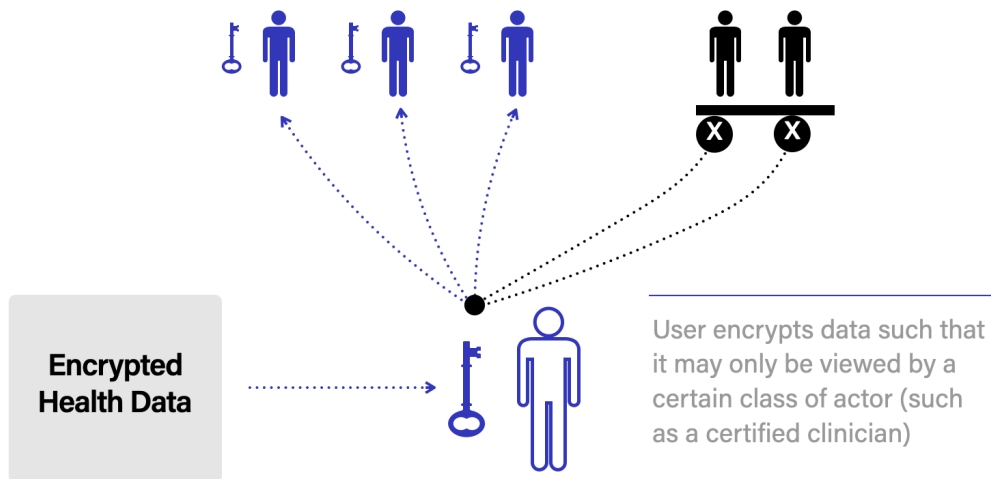 X X
Encrypted
Health Data
User encrypts data such that
it may only be viewed by a
certain class of actor (such
as a certified clinician)